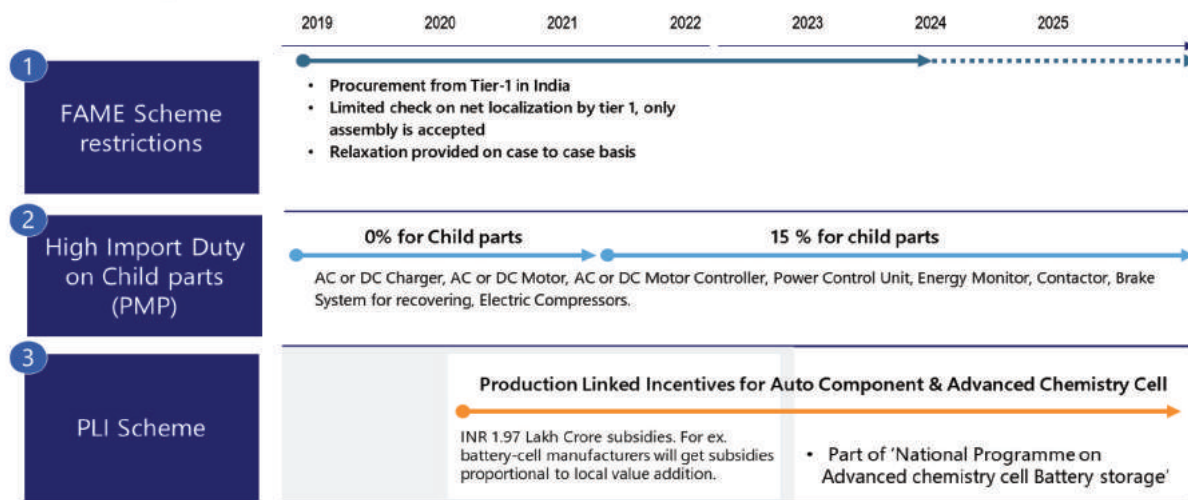 2019 2020 2021 2022 2023 2024 2025
1
FAME Scheme
restrictions
• Procurement from Tier-1 in India
• Limited check on net localization by tier 1, only
assembly is accepted
• Relaxation provided on case to case basis
2
High Import Duty
on Child parts
(PMP)
0% for Child parts
15 % for child parts
AC or DC Charger, AC or DC Motor, AC or DC Motor Controller, Power Control Unit, Energy Monitor, Contactor, Brake
System for recovering, Electric Compressors.
3
PLI Scheme
Production Linked Incentives for Auto Component & Advanced Chemistry Cell
INR 1.97 Lakh Crore subsidies. For ex.
battery-cell manufacturers will get subsidies
proportional to local value addition.
• Part of 'National Programme on
Advanced chemistry cell Battery storage'